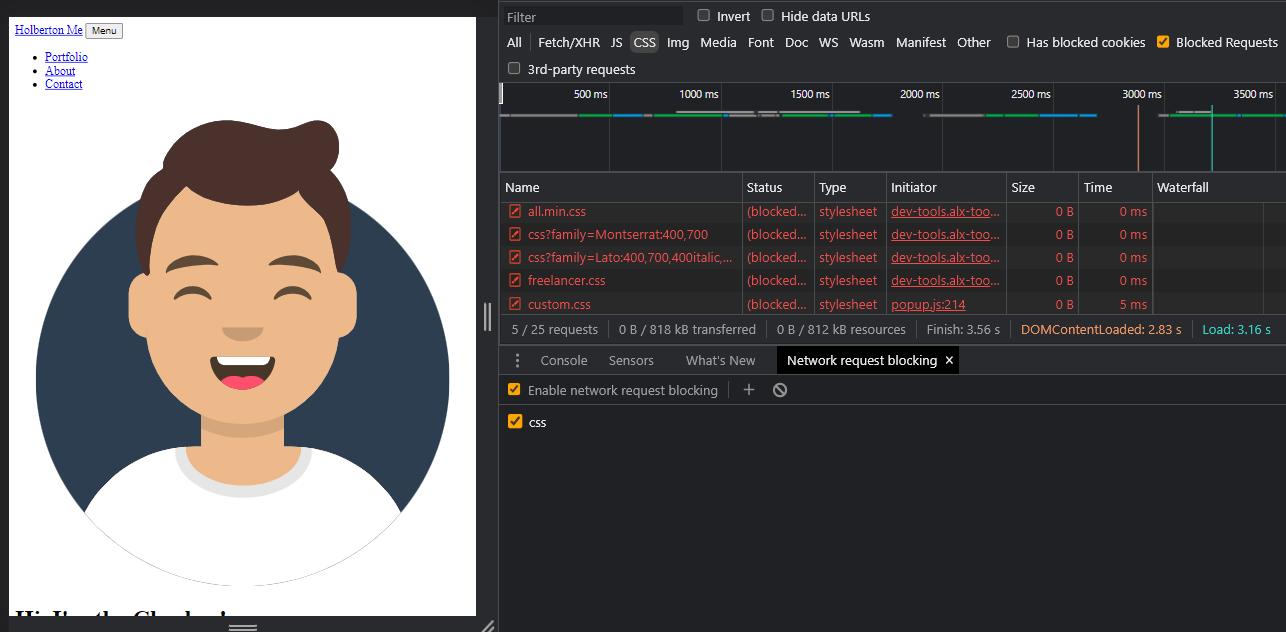 Holberton Me Menu
Portfolio
About
Contact
Filter Invert Hide data URLs
All Fetch/XHR JS CSS Img Media Font Doc WS Wasm Manifest Other Has blocked cookies Blocked Requests
3rd-party requests
500 ms 1000 ms 1500 ms 2000 ms 2500 ms 3000 ms 3500 ms
Name Status Type Initiator Size Time Waterfall
all.min.css (blocked... stylesheet dev-tools.alx-too... 0 B 0 ms
css?family=Montserrat:400,700 (blocked... stylesheet dev-tools.alx-too... 0 B 0 ms
css?family=Lato:400,700,400italic,... (blocked... stylesheet dev-tools.alx-too... 0 B 0 ms
freelancer.css (blocked... stylesheet dev-tools.alx-too... 0 B 0 ms
custom.css (blocked... stylesheet popup.js:214 0 B 5 ms
5 / 25 requests 0 B / 818 kB transferred 0 B / 812 kB resources Finish: 3.56 s DOMContentLoaded: 2.83 s Load: 3.16 s
Console Sensors What's New Network request blocking ×
Enable network request blocking
css